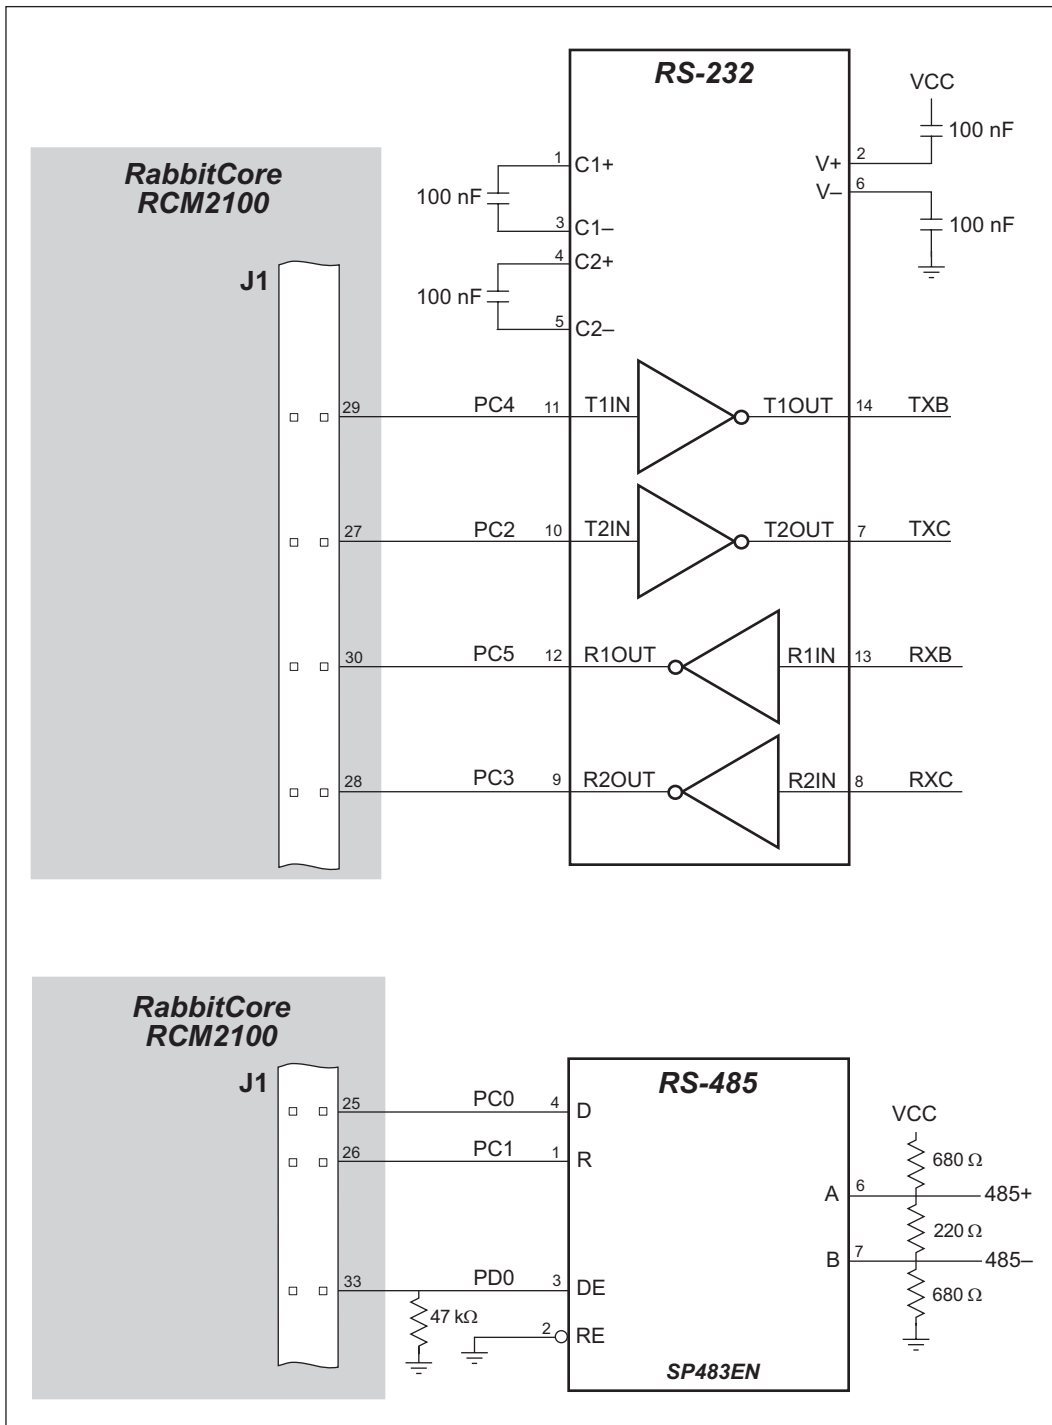 RS-232
VCC
100 nF
2
V+
6
V–
100 nF
RabbitCore
RCM2100
1
C1+
100 nF
3
C1–
4
C2+
100 nF
5
C2–
J1
29
PC4
11
T1IN
T1OUT
14
TXB
27
PC2
10
T2IN
T2OUT
7
TXC
30
PC5
12
R1OUT
R1IN
13
RXB
28
PC3
9
R2OUT
R2IN
8
RXC
RabbitCore
RCM2100
J1
RS-485
25
PC0
4
D
26
PC1
1
R
VCC
680 Ω
A
6
485+
220 Ω
B
7
485–
680 Ω
33
PD0
3
DE
47 kΩ
2
RE
SP483EN